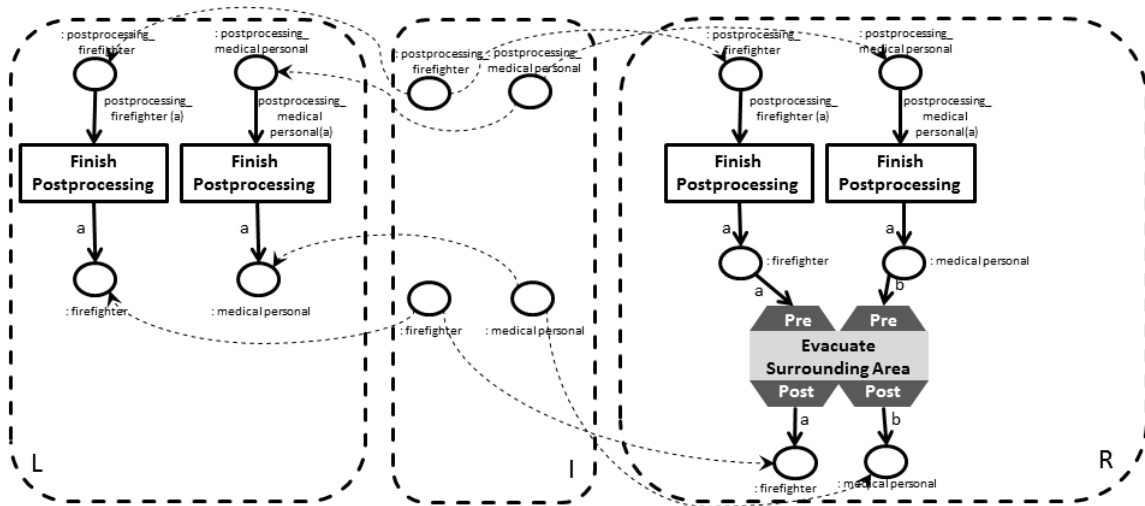 : postprocessing_
firefighter
: postprocessing_
medical personal
postprocessing_
firefighter (a)
postprocessing_
medical
personal(a)
Finish
Postprocessing
Finish
Postprocessing
a
a
: firefighter
: medical personal
L
: postprocessing_
firefighter
: postprocessing_
medical personal
: firefighter
: medical personal
I
: postprocessing_
firefighter
: postprocessing_
medical personal
postprocessing_
firefighter (a)
postprocessing_
medical
personal(a)
Finish
Postprocessing
Finish
Postprocessing
a
a
: firefighter
: medical personal
a
b
Pre
Pre
Evacuate
Surrounding Area
Post
Post
a
b
: firefighter
: medical personal
R